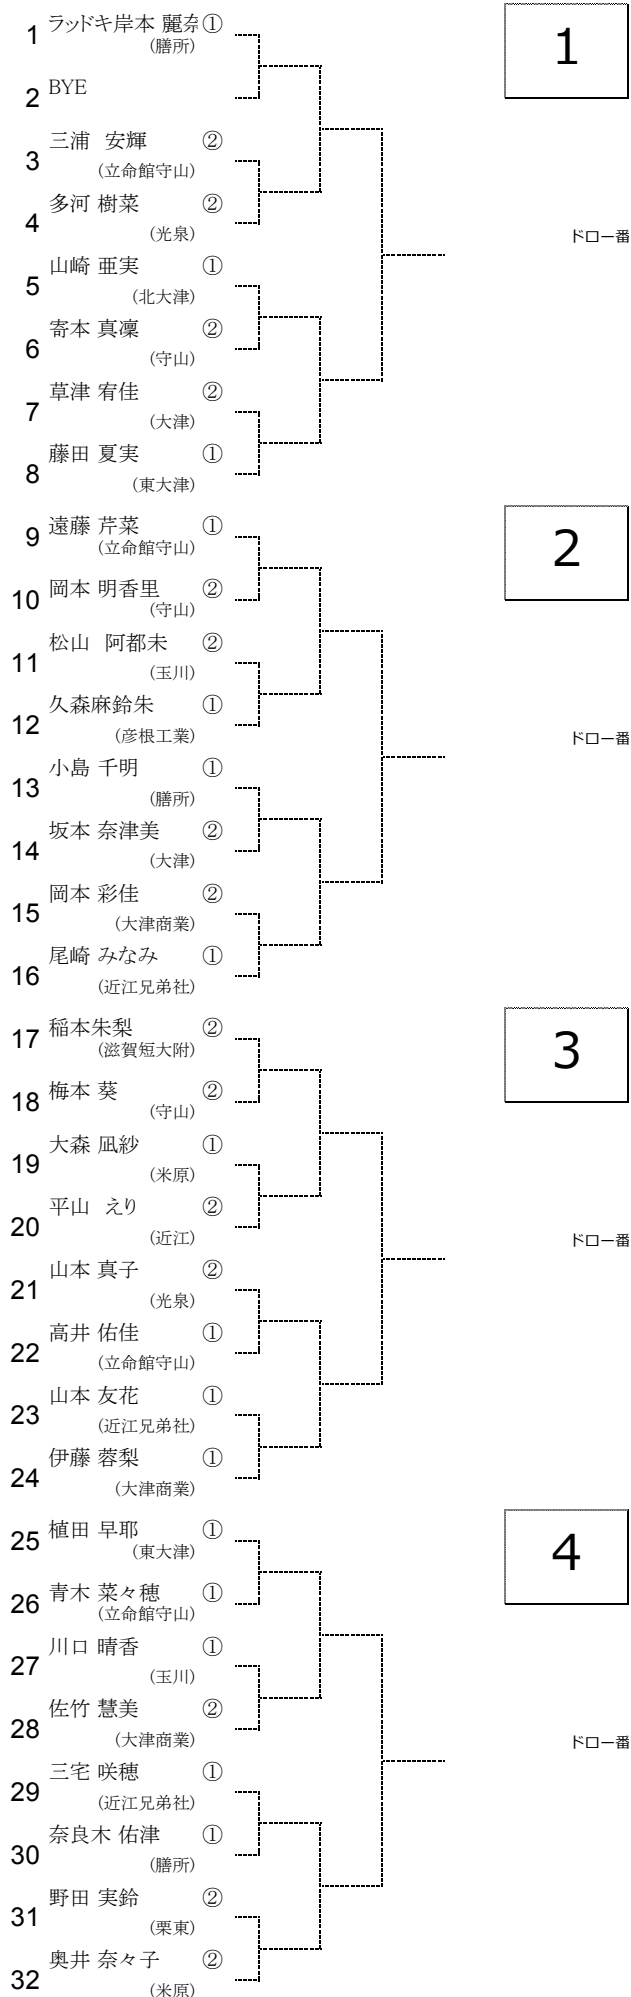 1 ラッドキ岸本 麗奈①
(膳所)
1
2 BYE
3 三浦 安輝 ②
(立命館守山)
4 多河 樹菜 ②
(光泉)
ドロー番
5 山崎 亜実 ①
(北大津)
6 寄本 真凜 ②
(守山)
7 草津 宥佳 ②
(大津)
8 藤田 夏実 ①
(東大津)
9 遠藤 芹菜 ①
(立命館守山)
2
10 岡本 明香里 ②
(守山)
11 松山 阿都未 ②
(玉川)
12 久森麻鈴朱 ①
(彦根工業)
ドロー番
13 小島 千明 ①
(膳所)
14 坂本 奈津美 ②
(大津)
15 岡本 彩佳 ②
(大津商業)
16 尾崎 みなみ ①
(近江兄弟社)
17 稲本朱梨 ②
(滋賀短大附)
3
18 梅本 葵 ②
(守山)
19 大森 凪紗 ①
(米原)
20 平山 えり ②
(近江)
ドロー番
21 山本 真子 ②
(光泉)
22 高井 佑佳 ①
(立命館守山)
23 山本 友花 ①
(近江兄弟社)
24 伊藤 蓉梨 ①
(大津商業)
25 植田 早耶 ①
(東大津)
4
26 青木 菜々穂 ①
(立命館守山)
27 川口 晴香 ①
(玉川)
28 佐竹 慧美 ②
(大津商業)
ドロー番
29 三宅 咲穂 ①
(近江兄弟社)
30 奈良木 佑津 ①
(膳所)
31 野田 実鈴 ②
(栗東)
32 奥井 奈々子 ②
(米原)